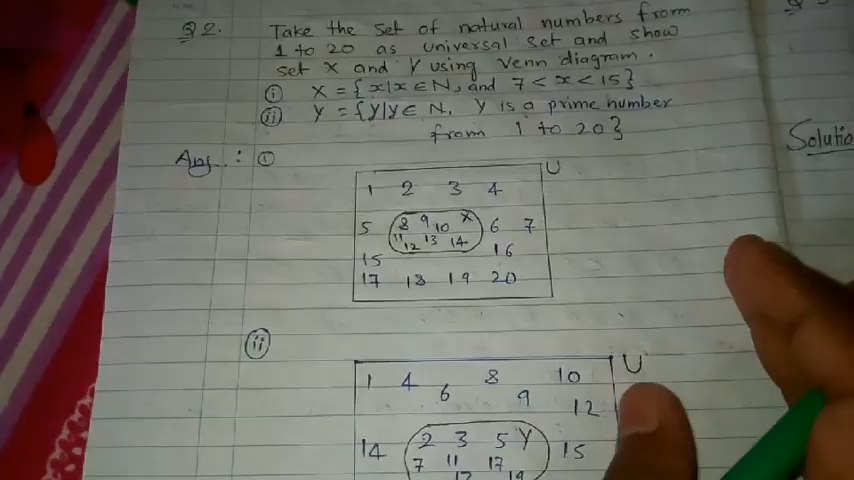 Q 2. Take the set of natural numbers from
1 to 20 as universal set and show
set X and Y using Venn diagram.
(i) X = {x|x ∈ N, and 7 < x < 15}
(ii) Y = {Y|Y ∈ N, Y is a prime number
from 1 to 20}
Solutio
Ans. : (i)
U
1 2 3 4
5 8 9 10 X 6 7
11 12 13 14
15 16
17 18 19 20
(ii)
U
1 4 6 8 9 10
12
14 2 3 5 Y 15
7 11 17